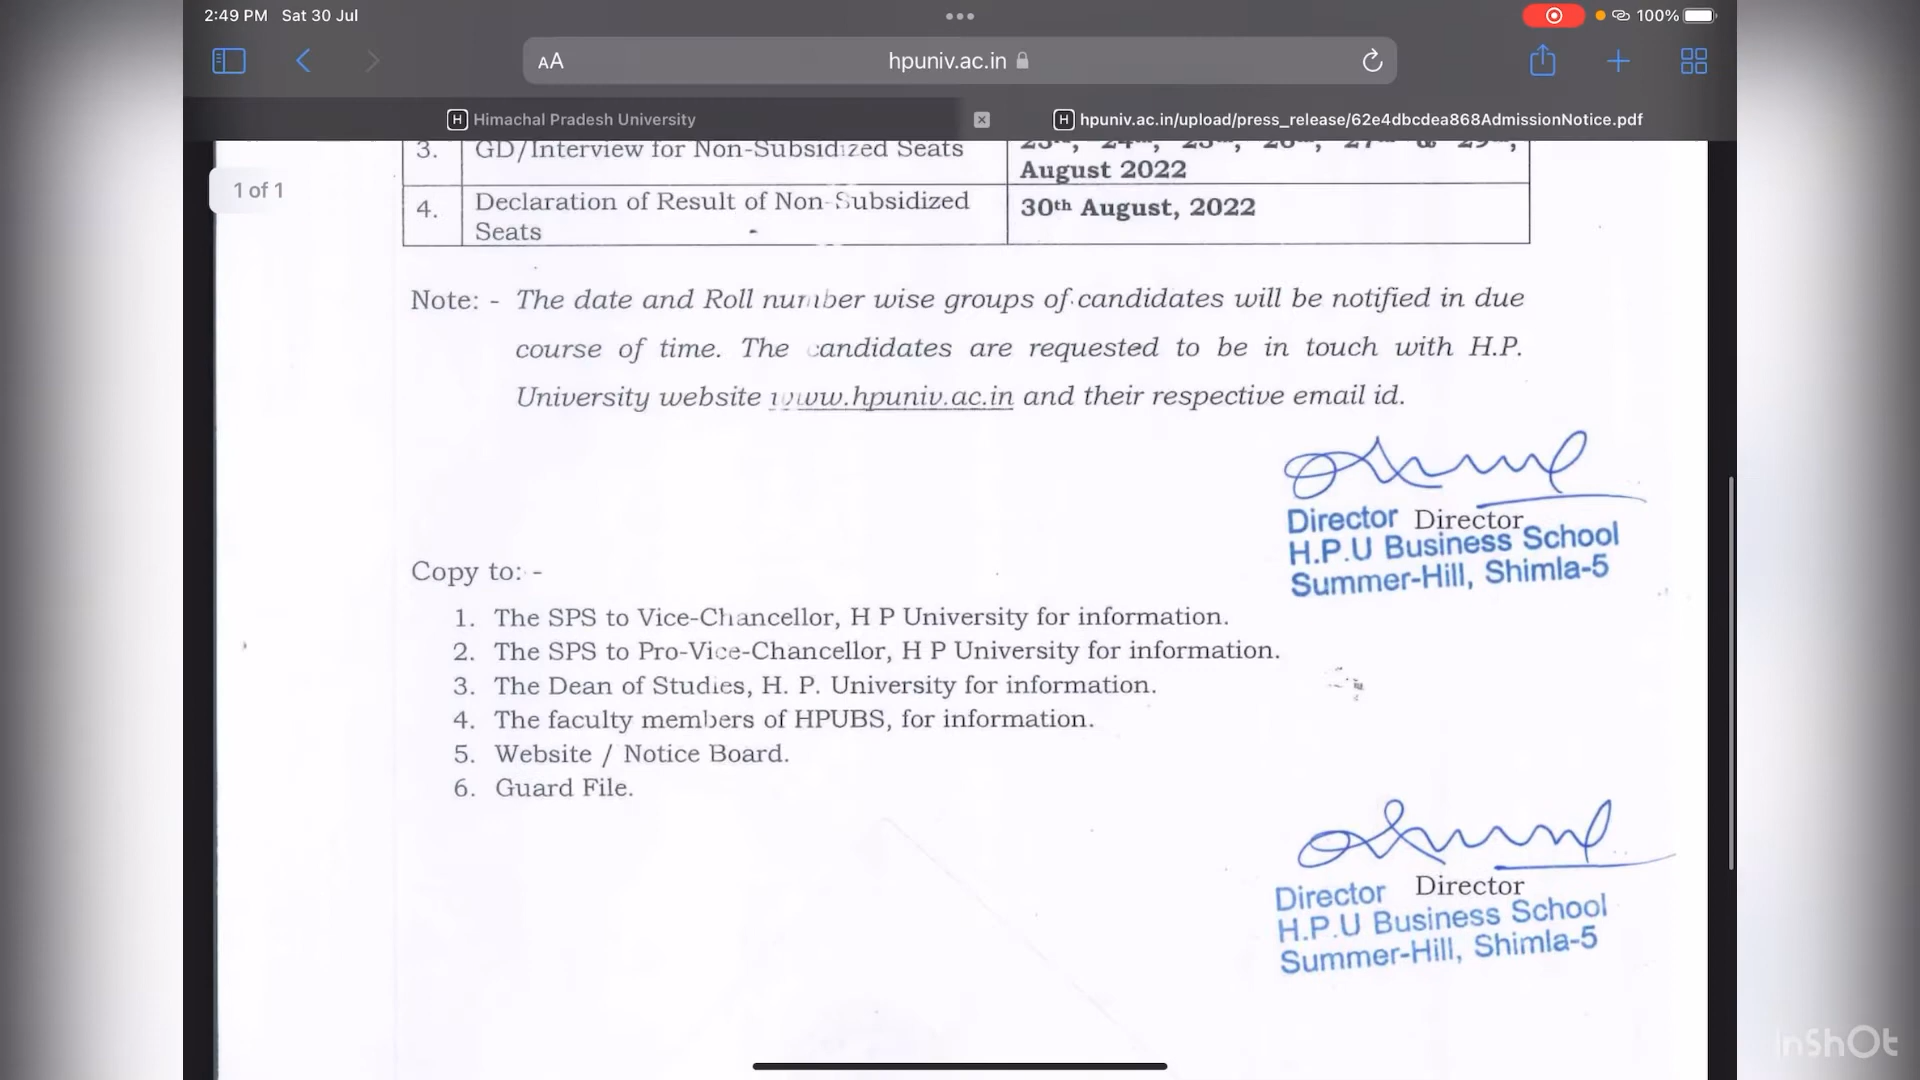 2:49 PM Sat 30 Jul
100%
AA
hpuniv.ac.in
Himachal Pradesh University
hpuniv.ac.in/upload/press_release/62e4dbcdea868AdmissionNotice.pdf
1 of 1
3. GD/Interview for Non-Subsidized Seats
August 2022
4. Declaration of Result of Non-Subsidized
Seats
30th August, 2022
Note: - The date and Roll number wise groups of candidates will be notified in due
course of time. The candidates are requested to be in touch with H.P.
University website www.hpuniv.ac.in and their respective email id.
Director Director
H.P.U Business School
Summer-Hill, Shimla-5
Copy to: -
1. The SPS to Vice-Chancellor, H P University for information.
2. The SPS to Pro-Vice-Chancellor, H P University for information.
3. The Dean of Studies, H. P. University for information.
4. The faculty members of HPUBS, for information.
5. Website / Notice Board.
6. Guard File.
Director Director
H.P.U Business School
Summer-Hill, Shimla-5
InShOt